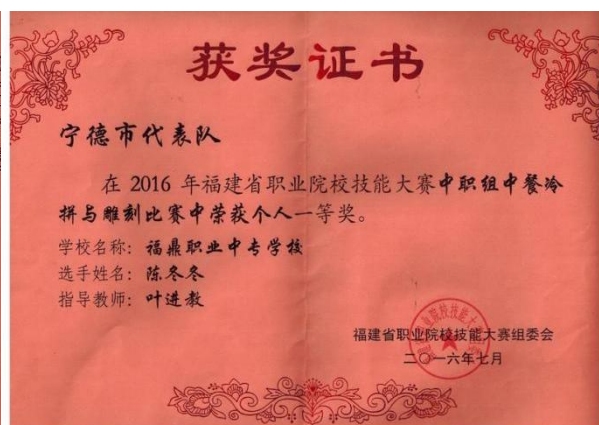 获奖证书
宁德市代表队
在 2016 年福建省职业院校技能大赛中职组中餐冷
拼与雕刻比赛中荣获个人一等奖。
学校名称：福鼎职业中专学校
选手姓名：陈冬冬
指导教师：叶进教
福建省职业院校技能大赛组委会
二〇一六年七月